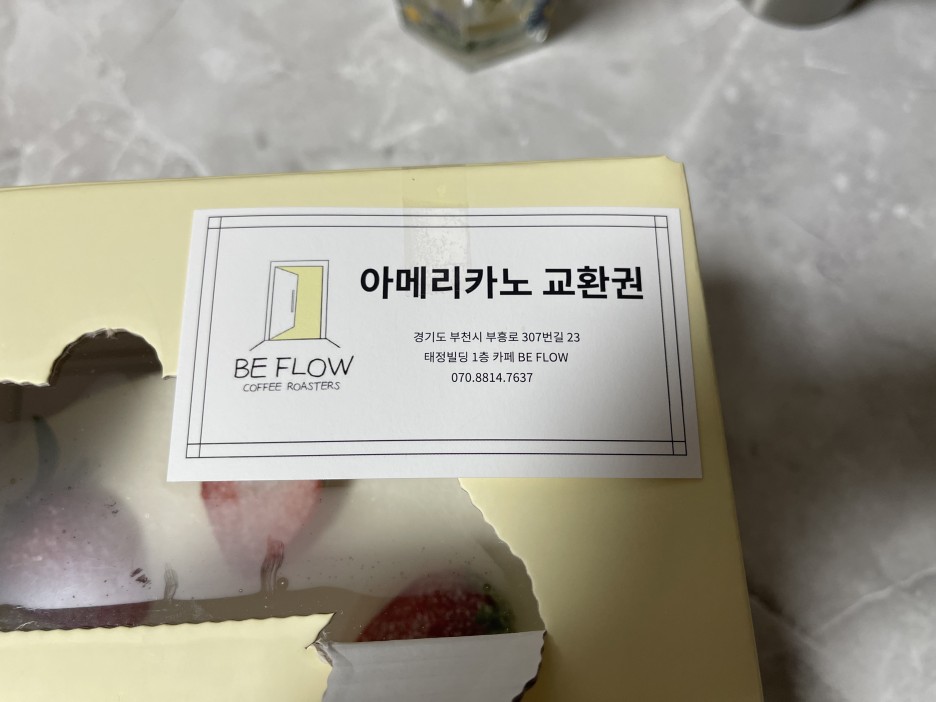 아메리카노 교환권
경기도 부천시 부흥로 307번길 23
태정빌딩 1층 카페 BE FLOW
070.8814.7637
BE FLOW
COFFEE ROASTERS